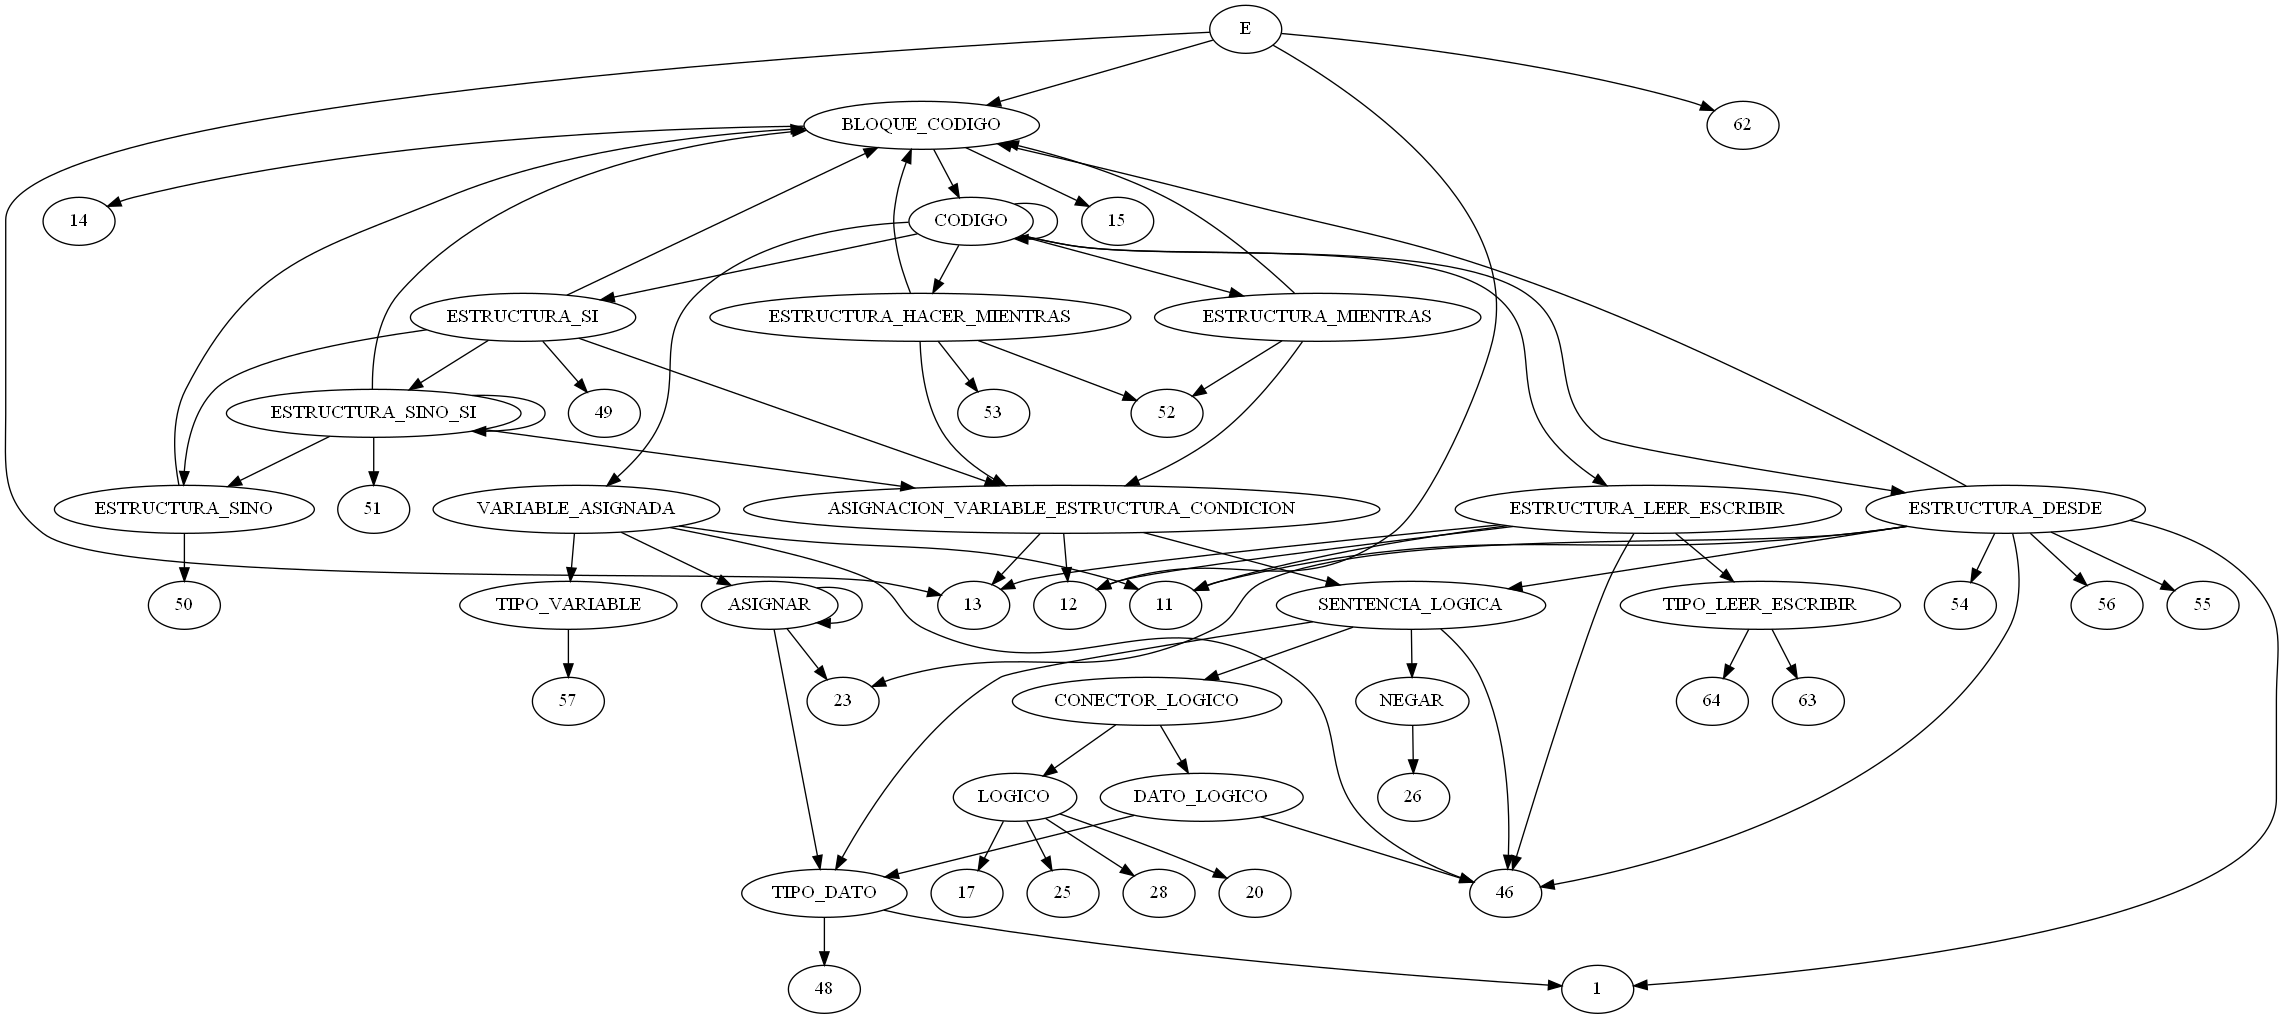 E
BLOQUE_CODIGO
62
14
CODIGO
15
ESTRUCTURA_SI
ESTRUCTURA_HACER_MIENTRAS
ESTRUCTURA_MIENTRAS
ESTRUCTURA_SINO_SI
49
53
52
ESTRUCTURA_SINO
51
VARIABLE_ASIGNADA
ASIGNACION_VARIABLE_ESTRUCTURA_CONDICION
ESTRUCTURA_LEER_ESCRIBIR
ESTRUCTURA_DESDE
50
TIPO_VARIABLE
ASIGNAR
13
12
11
SENTENCIA_LOGICA
TIPO_LEER_ESCRIBIR
54
56
55
57
23
CONECTOR_LOGICO
NEGAR
64
63
LOGICO
DATO_LOGICO
26
TIPO_DATO
17
25
28
20
46
48
1